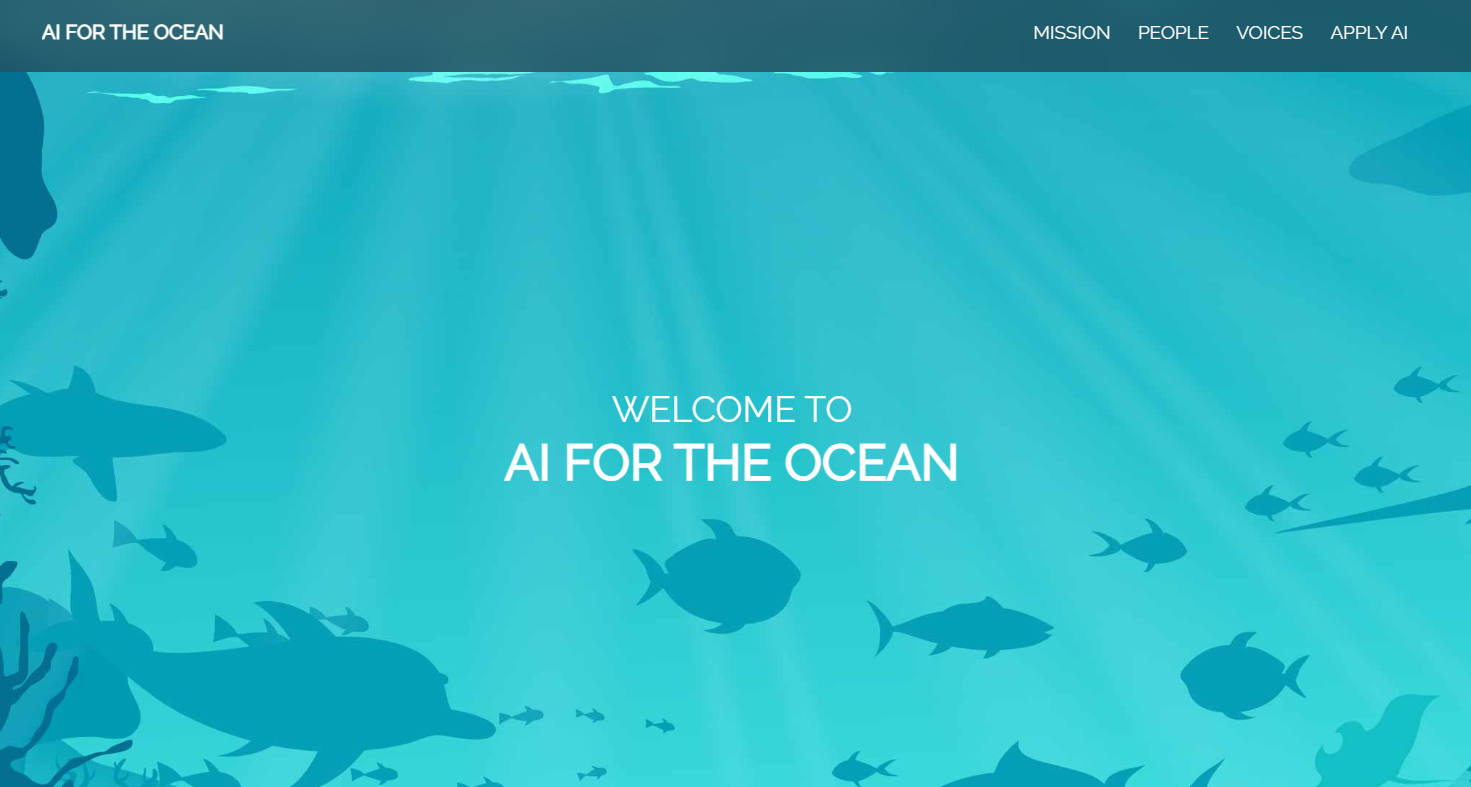 AI FOR THE OCEAN
MISSION PEOPLE VOICES APPLY AI
WELCOME TO
AI FOR THE OCEAN